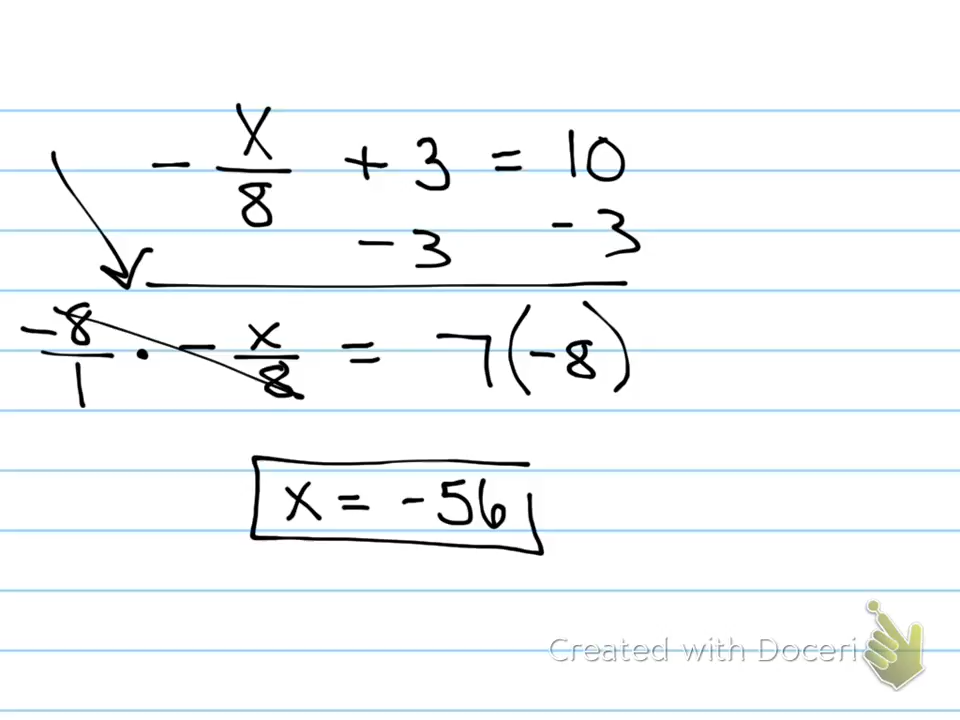 - x/8 + 3 = 10
- 3 - 3
-8/1 · - x/8 = 7(-8)
x = -56
Created with Doceri